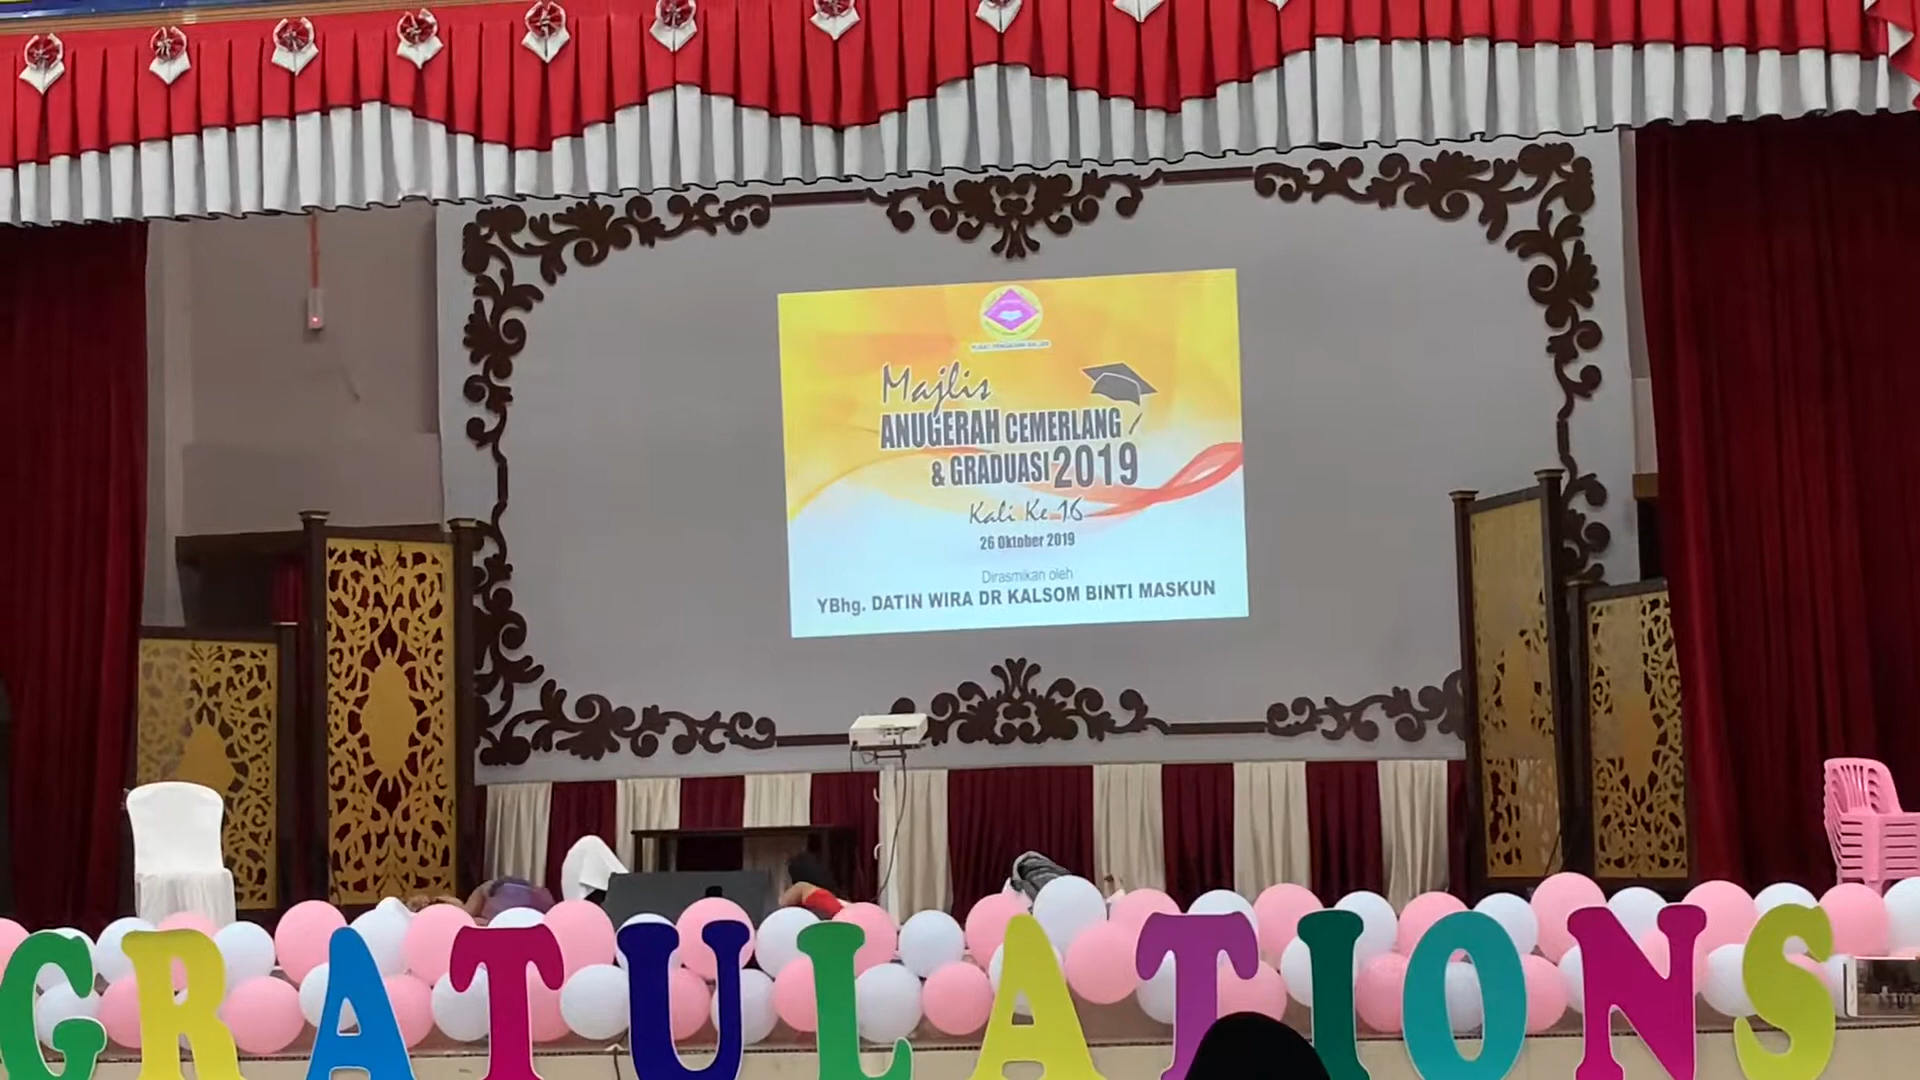 Majlis
ANUGERAH CEMERLANG
& GRADUASI 2019
Kali Ke 16
26 Oktober 2019
Dirasmikan oleh
YBhg. DATIN WIRA DR KALSOM BINTI MASKUN
GRATULATIONS